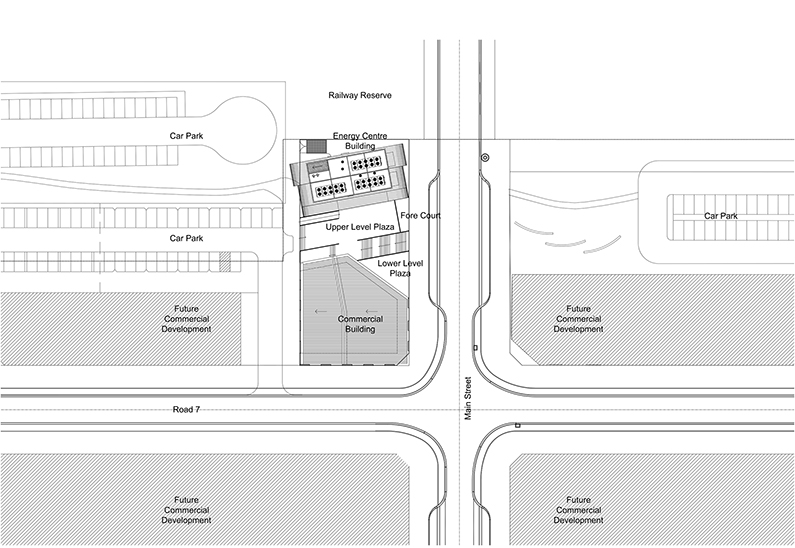 Railway Reserve
Car Park
Energy Centre
Building
Car Park
Fore Court
Upper Level Plaza
Car Park
Lower Level
Plaza
Future
Commercial
Development
Commercial
Building
Future
Commercial
Development
Main Street
Road 7
Future
Commercial
Development
Future
Commercial
Development